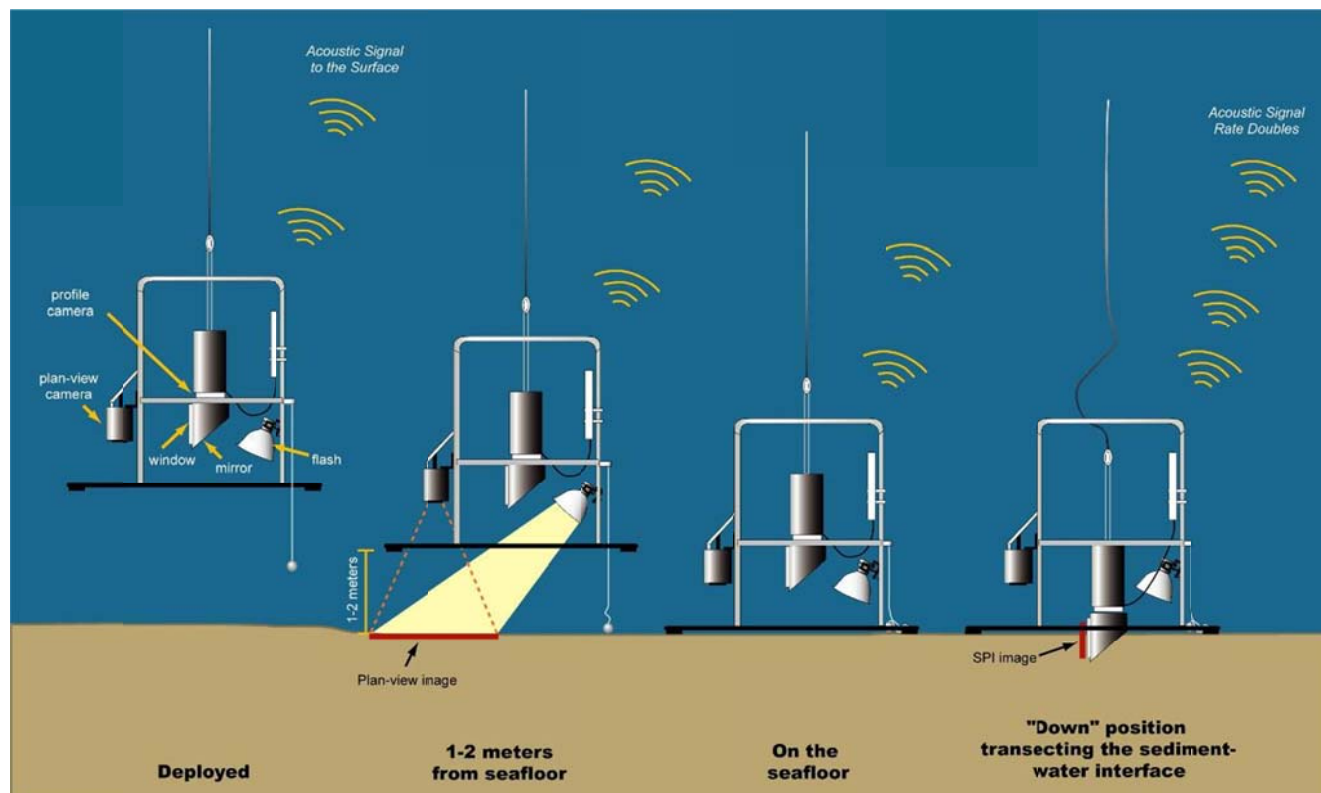 Acoustic Signal
to the Surface
Acoustic Signal
Rate Doubles
profile
camera
plan-view
camera
window
mirror
flash
1-2 meters
Plan-view image
SPI image
Deployed
1-2 meters
from seafloor
On the
seafloor
"Down" position
transecting the sediment-
water interface